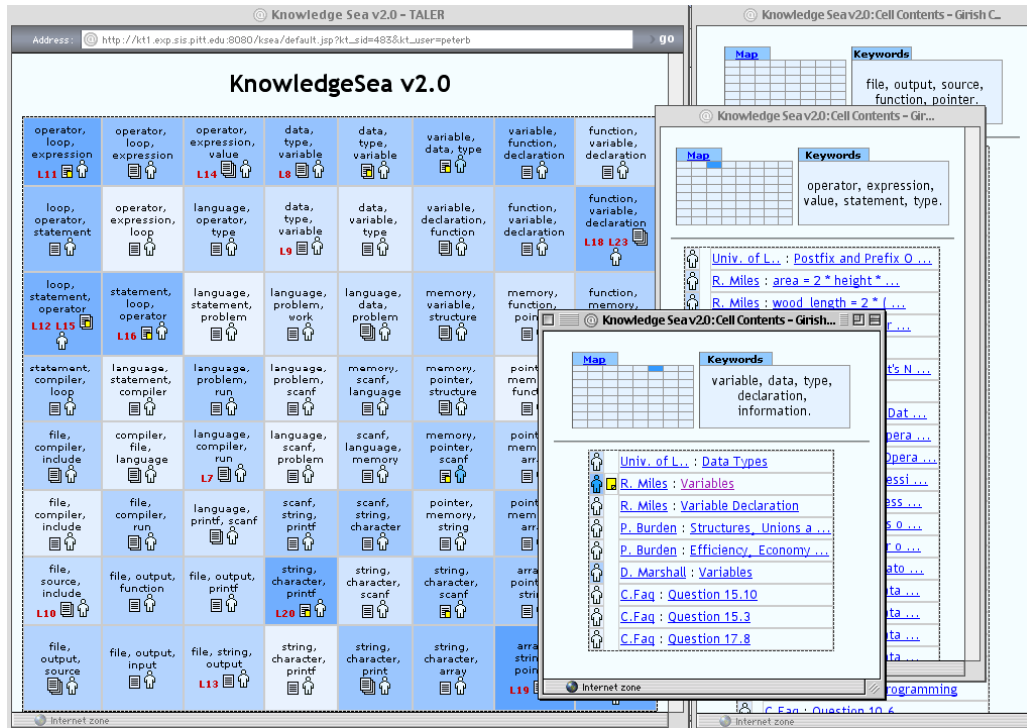 Knowledge Sea v2.0 – TALER
Address: http://kt1.exp.sis.pitt.edu:8080/ksea/default.jsp?kt_sid=483&kt_user=peterb go
KnowledgeSea v2.0
operator, loop, expression L11
operator, loop, expression
operator, expression, value L14
data, type, variable L8
data, type, variable
variable, data, type
variable, function, declaration
function, variable, declaration
loop, operator, statement
operator, expression, loop
language, operator, type
data, type, variable L9
data, variable, type
variable, declaration, function
function, variable, declaration
function, variable, declaration L18 L23
loop, statement, operator L12 L15
statement, loop, operator L16
language, statement, problem
language, problem, work
language, data, problem
memory, variable, structure
memory, function,
function, memory,
statement, compiler, loop
language, statement, compiler
language, problem, run
language, problem, scanf
memory, scanf, language
memory, pointer, structure
file, compiler, include
compiler, file, language
language, compiler, run L7
language, scanf, problem
scanf, language, memory
memory, pointer, scanf
file, compiler, include
file, compiler, run
language, printf, scanf
scanf, string, printf
scanf, string, character
pointer, memory, string
file, source, include L10
file, output, function
file, output, printf
string, character, printf L20
string, character, scanf
string, character, scanf
file, output, source
file, output, input
file, string, output L13
string, character, printf
string, character, print
string, character, array
L19
Internet zone
Knowledge Sea v2.0: Cell Contents – Girish C...
Map
Keywords
file, output, source,
function, pointer.
rogramming
C.Faq : Question 10.6
Internet zone
Knowledge Sea v2.0: Cell Contents – Gir...
Map
Keywords
operator, expression,
value, statement, type.
Univ. of L.. : Postfix and Prefix O ...
R. Miles : area = 2 * height * ...
R. Miles : wood_length = 2 * ( ...
Knowledge Sea v2.0: Cell Contents – Girish...
Map
Keywords
variable, data, type,
declaration,
information.
Univ. of L.. : Data Types
R. Miles : Variables
R. Miles : Variable Declaration
P. Burden : Structures, Unions a ...
P. Burden : Efficiency, Economy ...
D. Marshall : Variables
C.Faq : Question 15.10
C.Faq : Question 15.3
C.Faq : Question 17.8
Internet zone